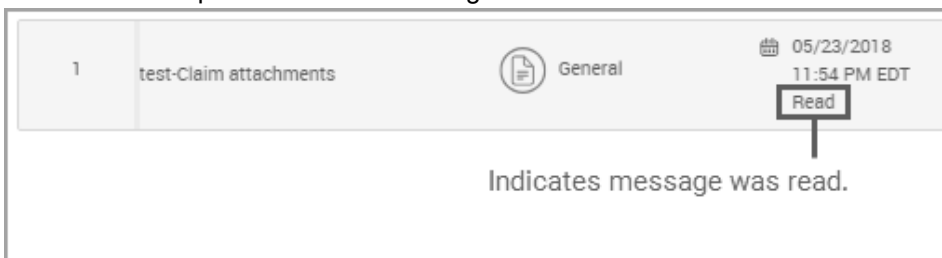 1
test-Claim attachments
General
05/23/2018
11:54 PM EDT
Read
Indicates message was read.